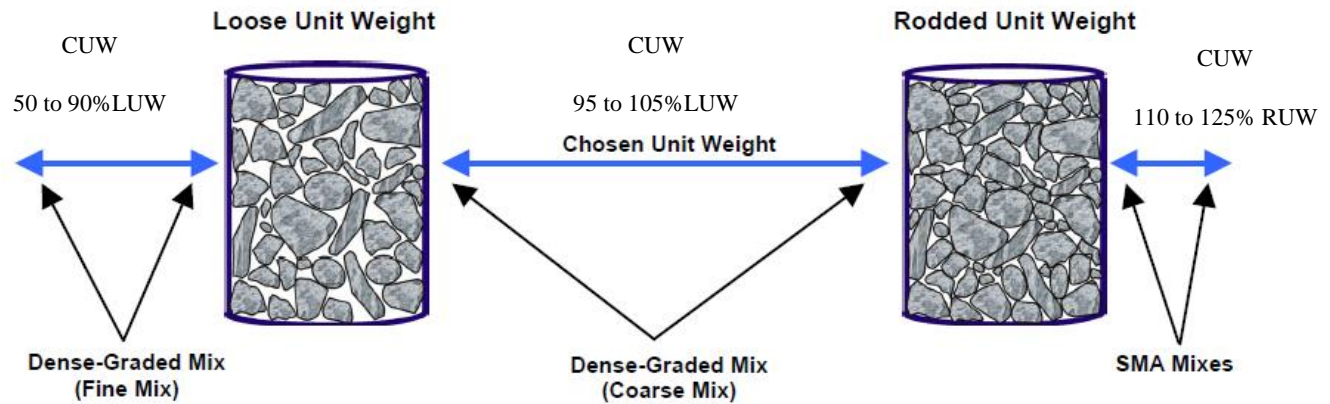 Loose Unit Weight
Rodded Unit Weight
CUW
50 to 90%LUW
CUW
95 to 105%LUW
Chosen Unit Weight
CUW
110 to 125% RUW
Dense-Graded Mix
(Fine Mix)
Dense-Graded Mix
(Coarse Mix)
SMA Mixes